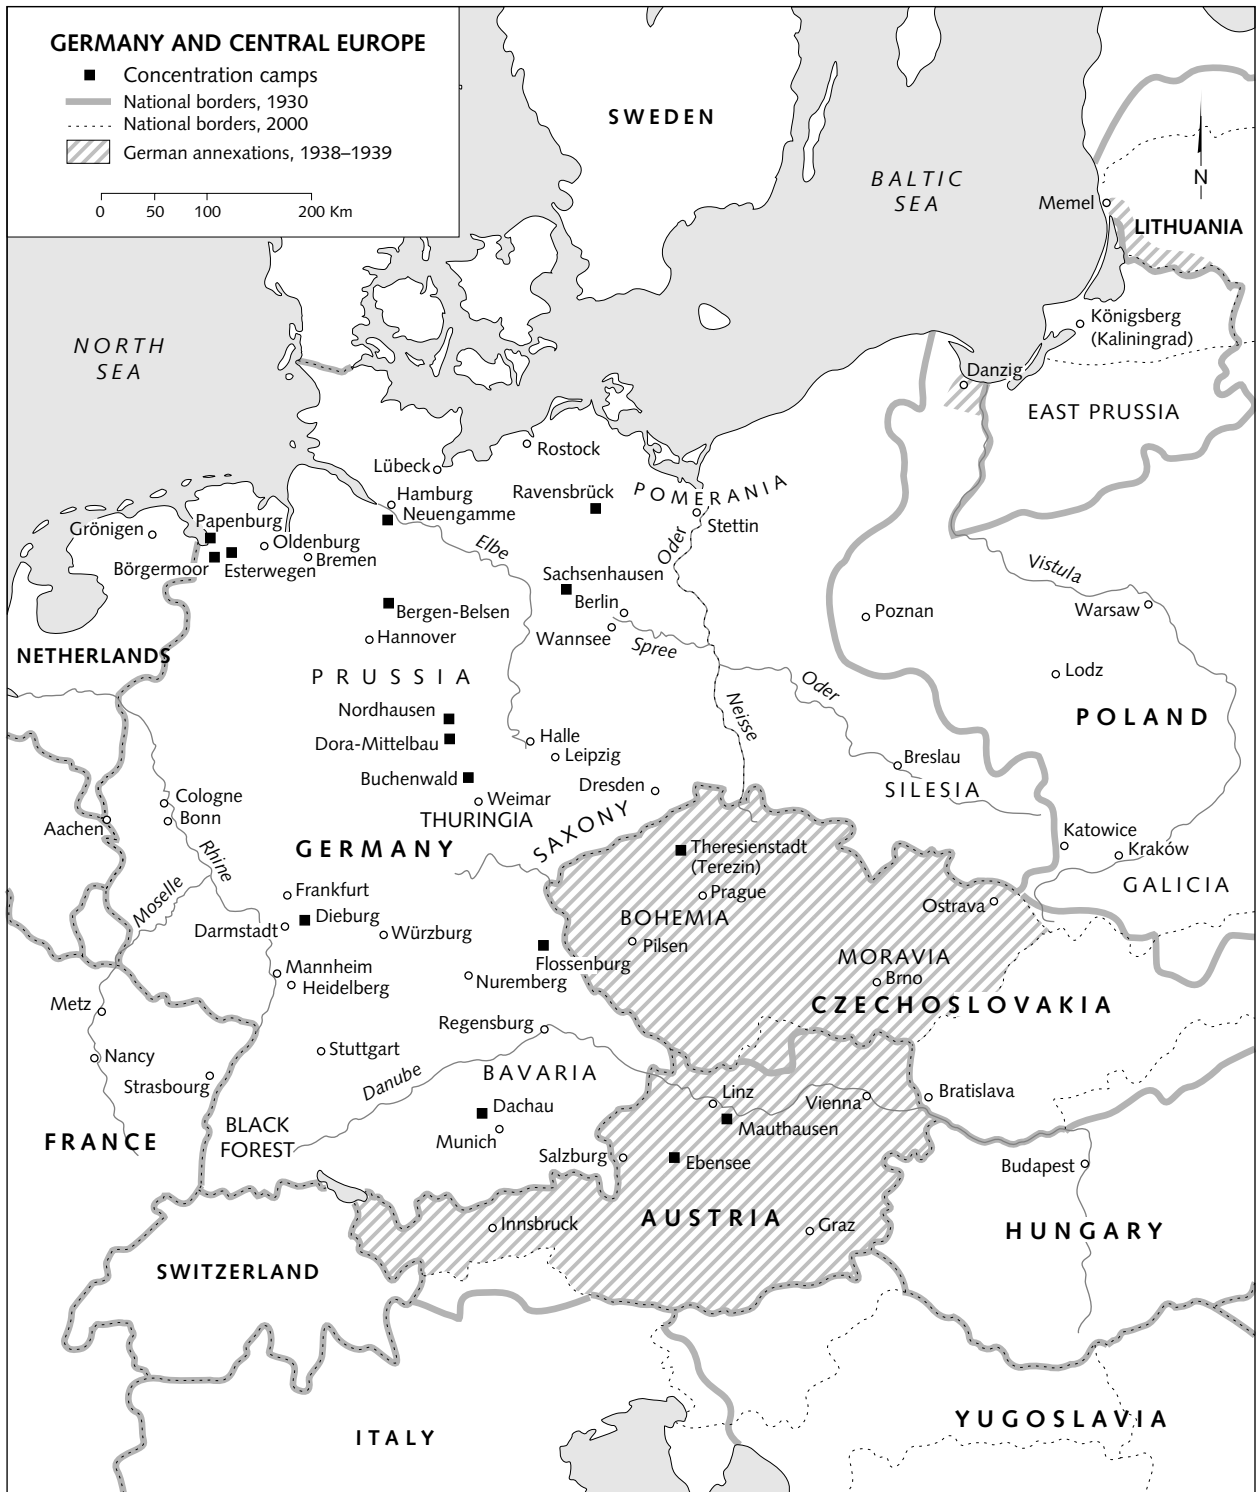 GERMANY AND CENTRAL EUROPE
Concentration camps
National borders, 1930
National borders, 2000
German annexations, 1938–1939
0 50 100 200 Km
SWEDEN
BALTIC
SEA
N
Memel
LITHUANIA
NORTH
SEA
Königsberg
(Kaliningrad)
Danzig
EAST PRUSSIA
Rostock
Lübeck
Hamburg
Neuengamme
Ravensbrück
POMERANIA
Stettin
Grönigen
Papenburg
Oldenburg
Bremen
Börgermoor
Esterwegen
Elbe
Oder
Vistula
Sachsenhausen
Berlin
Wannsee
Spree
Bergen-Belsen
Hannover
Poznan
Warsaw
NETHERLANDS
PRUSSIA
Lodz
Oder
Neisse
POLAND
Nordhausen
Dora-Mittelbau
Halle
Leipzig
Buchenwald
Dresden
Breslau
SILESIA
Weimar
THURINGIA
SAXONY
Cologne
Bonn
Aachen
Rhine
GERMANY
Katowice
Kraków
GALICIA
Theresienstadt
(Terezin)
Prague
BOHEMIA
Pilsen
Ostrava
Moselle
Frankfurt
Dieburg
Darmstadt
Würzburg
Flossenburg
MORAVIA
Brno
Mannheim
Heidelberg
Nuremberg
CZECHOSLOVAKIA
Metz
Regensburg
Nancy
Strasbourg
Stuttgart
Danube
BAVARIA
Linz
Vienna
Bratislava
Dachau
Munich
Mauthausen
FRANCE
BLACK
FOREST
Salzburg
Ebensee
Budapest
Innsbruck
AUSTRIA
Graz
HUNGARY
SWITZERLAND
ITALY
YUGOSLAVIA